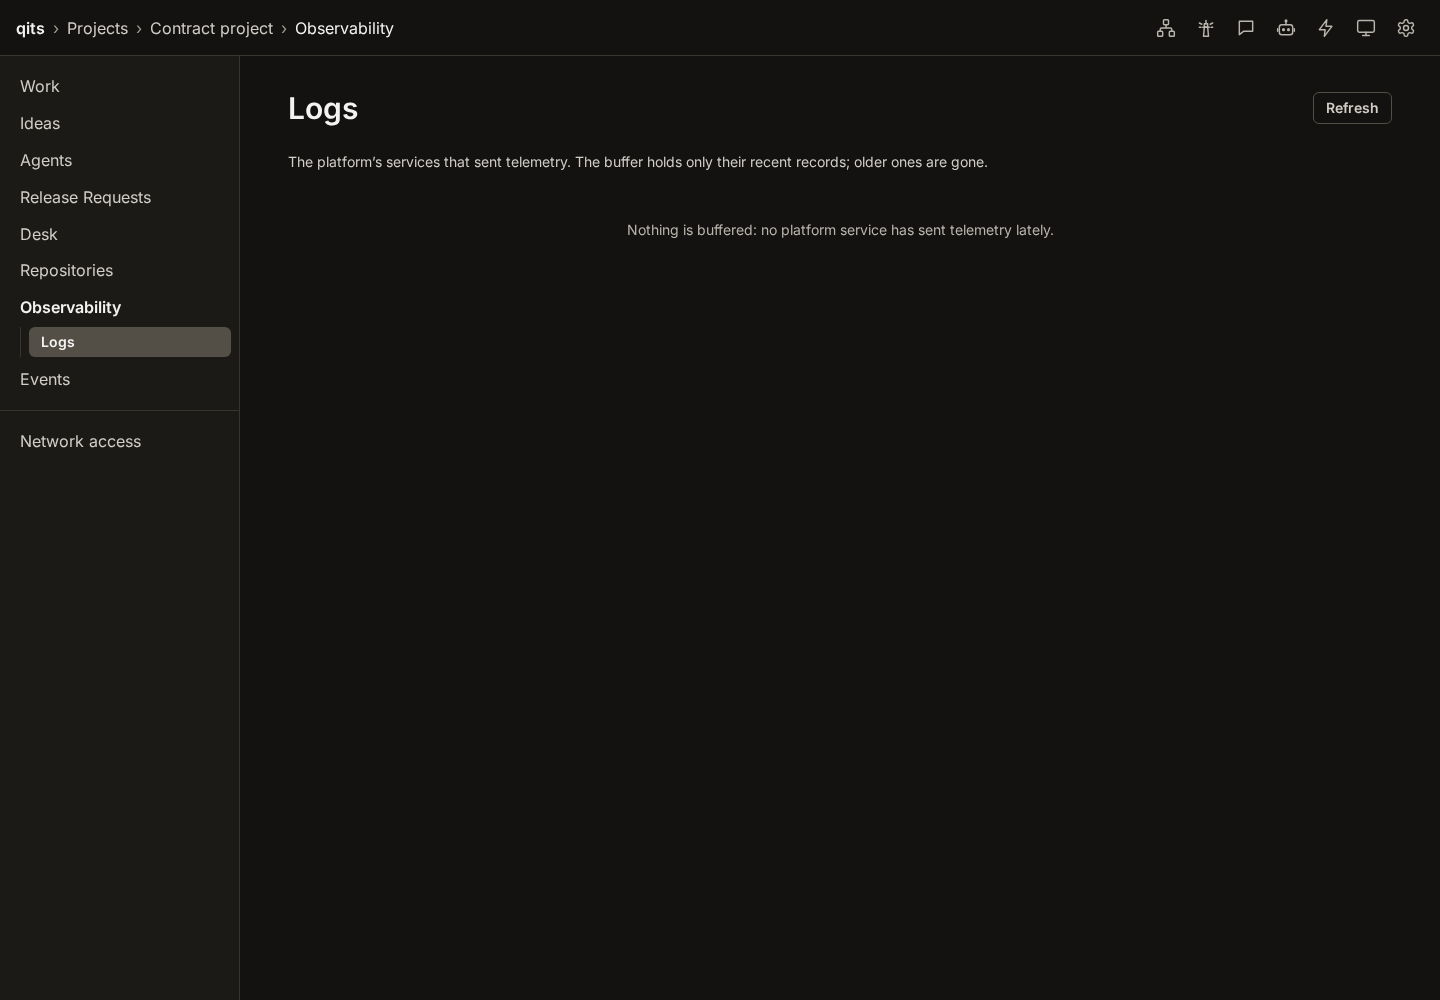 qits › Projects › Contract project › Observability
Work
Ideas
Agents
Release Requests
Desk
Repositories
Observability
Logs
Events
Network access
Logs
Refresh
The platform’s services that sent telemetry. The buffer holds only their recent records; older ones are gone.
Nothing is buffered: no platform service has sent telemetry lately.